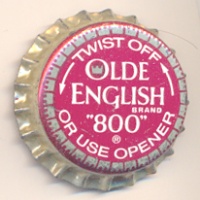 TWIST OFF
OLDE
ENGLISH
BRAND
"800"
®
OR USE OPENER